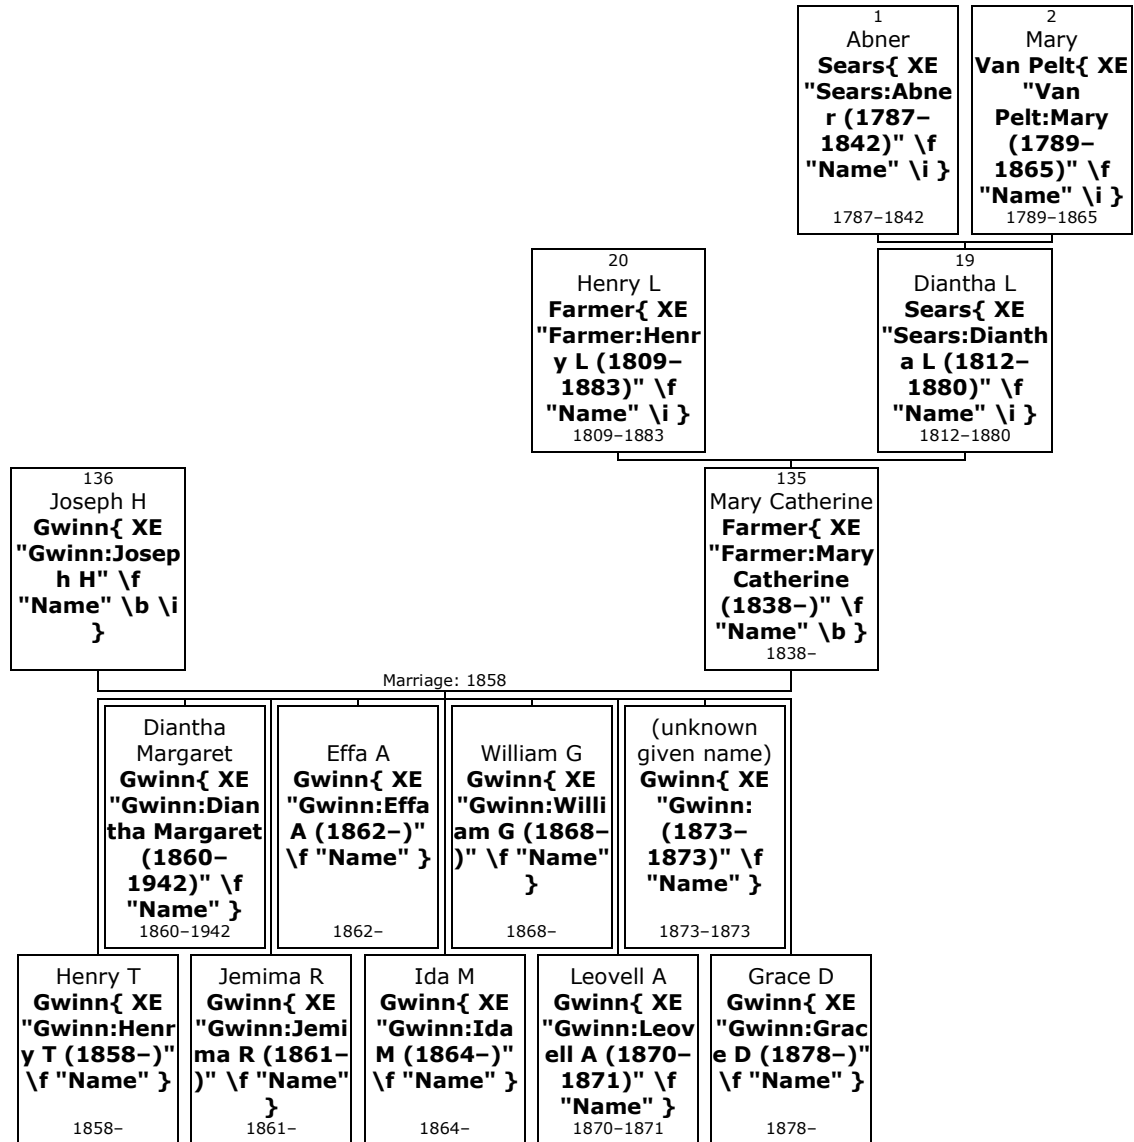 1
Abner
Sears{ XE
"Sears:Abne
r (1787–
1842)" \f
"Name" \i }
1787–1842
2
Mary
Van Pelt{ XE
"Van
Pelt:Mary
(1789–
1865)" \f
"Name" \i }
1789–1865
20
Henry L
Farmer{ XE
"Farmer:Henr
y L (1809–
1883)" \f
"Name" \i }
1809–1883
19
Diantha L
Sears{ XE
"Sears:Dianth
a L (1812–
1880)" \f
"Name" \i }
1812–1880
136
Joseph H
Gwinn{ XE
"Gwinn:Josep
h H" \f
"Name" \b \i
}
135
Mary Catherine
Farmer{ XE
"Farmer:Mary
Catherine
(1838–)" \f
"Name" \b }
1838–
Marriage: 1858
Diantha
Margaret
Gwinn{ XE
"Gwinn:Dian
tha Margaret
(1860–
1942)" \f
"Name" }
1860–1942
Effa A
Gwinn{ XE
"Gwinn:Effa
A (1862–)"
\f "Name" }
1862–
William G
Gwinn{ XE
"Gwinn:Willi
am G (1868–
)" \f "Name"
}
1868–
(unknown
given name)
Gwinn{ XE
"Gwinn:
(1873–
1873)" \f
"Name" }
1873–1873
Henry T
Gwinn{ XE
"Gwinn:Henr
y T (1858–)"
\f "Name" }
1858–
Jemima R
Gwinn{ XE
"Gwinn:Jemi
ma R (1861–
)" \f "Name"
}
1861–
Ida M
Gwinn{ XE
"Gwinn:Ida
M (1864–)"
\f "Name" }
1864–
Leovell A
Gwinn{ XE
"Gwinn:Leov
ell A (1870–
1871)" \f
"Name" }
1870–1871
Grace D
Gwinn{ XE
"Gwinn:Grac
e D (1878–)"
\f "Name" }
1878–